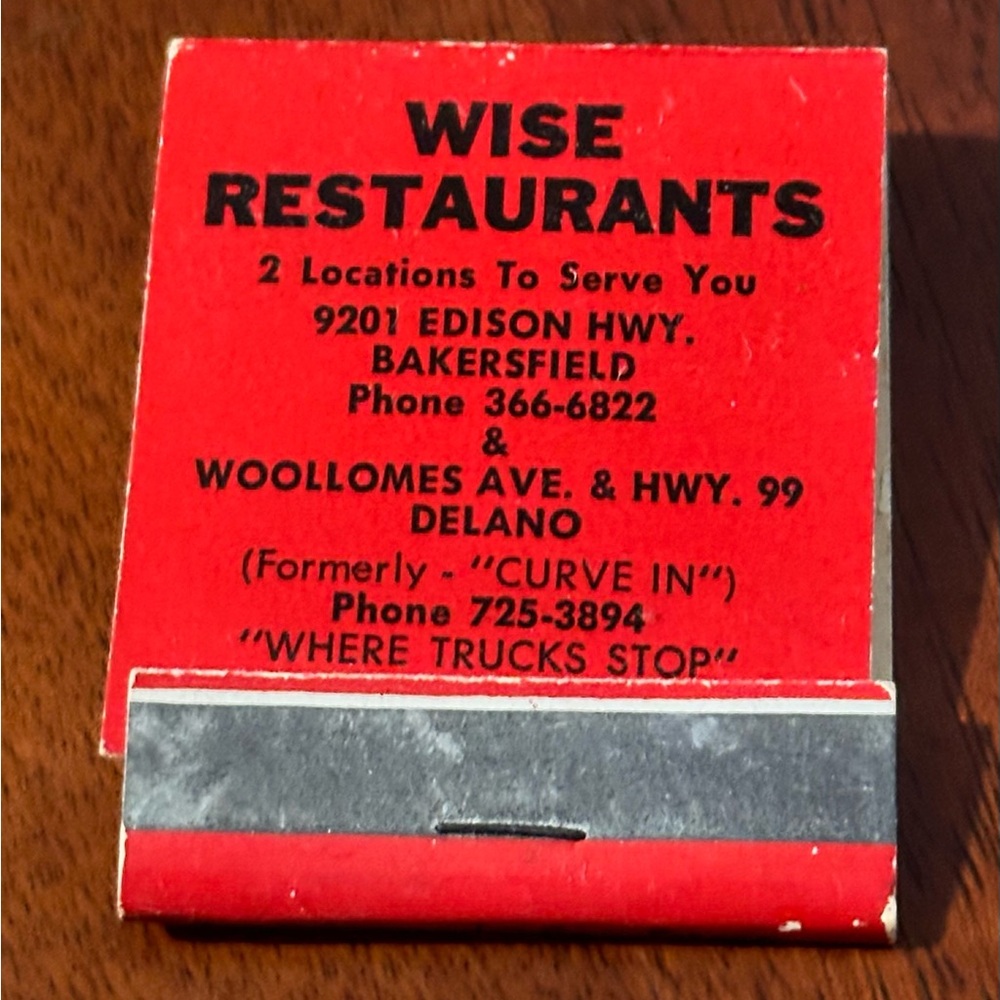 WISE
RESTAURANTS
2 Locations To Serve You
9201 EDISON HWY.
BAKERSFIELD
Phone 366-6822
&
WOOLLOMES AVE. & HWY. 99
DELANO
(Formerly - "CURVE IN")
Phone 725-3894
"WHERE TRUCKS STOP"